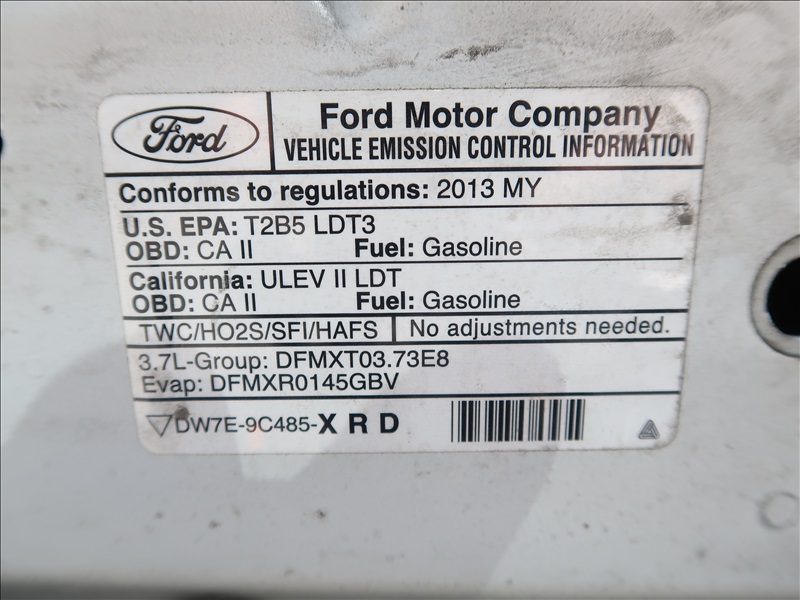 Ford
Ford Motor Company
VEHICLE EMISSION CONTROL INFORMATION
Conforms to regulations: 2013 MY
U.S. EPA: T2B5 LDT3
OBD: CA II Fuel: Gasoline
California: ULEV II LDT
OBD: CA II Fuel: Gasoline
TWC/HO2S/SFI/HAFS No adjustments needed.
3.7L-Group: DFMXT03.73E8
Evap: DFMXR0145GBV
DW7E-9C485-X R D